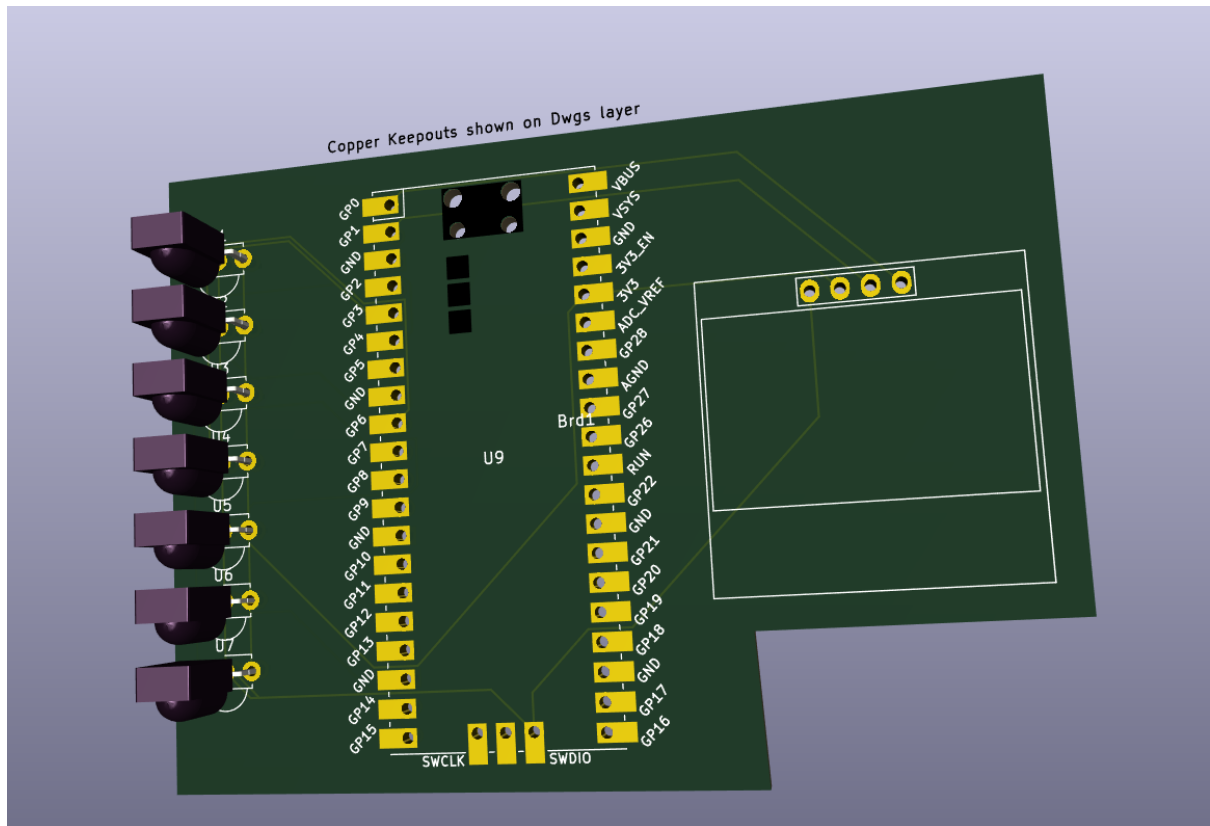 Copper Keepouts shown on Dwgs layer
GP0
GP1
GND
GP2
GP3
GP4
GP5
GND
GP6
GP7
GP8
GP9
GND
GP10
GP11
GP12
GP13
GND
GP14
GP15
VBUS
VSYS
GND
3V3_EN
3V3
ADC_VREF
GP28
AGND
GP27
GP26
RUN
GP22
GND
GP21
GP20
GP19
GP18
GND
GP17
GP16
Brd1
U9
U4
U5
U6
U7
SWCLK
SWDIO